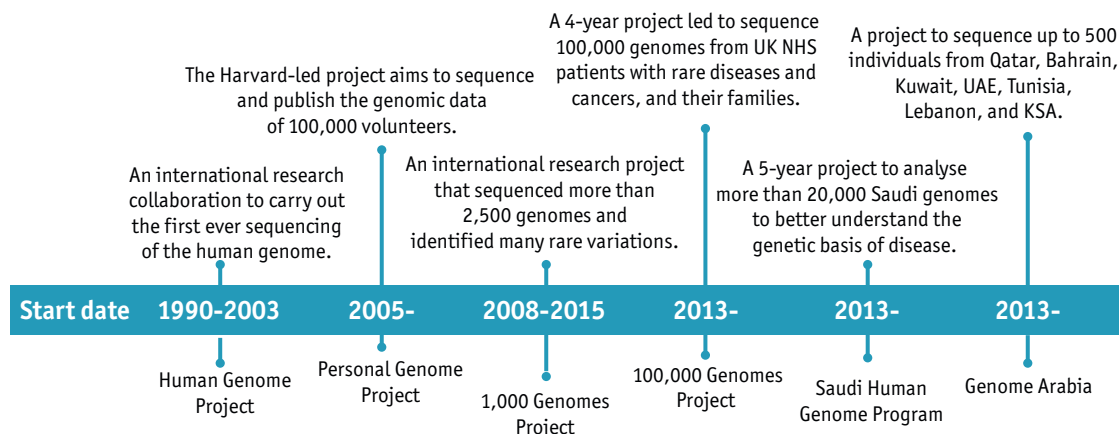 An international research
collaboration to carry out
the first ever sequencing
of the human genome.
The Harvard-led project aims to sequence
and publish the genomic data
of 100,000 volunteers.
An international research project
that sequenced more than
2,500 genomes and
identified many rare variations.
A 4-year project led to sequence
100,000 genomes from UK NHS
patients with rare diseases and
cancers, and their families.
A 5-year project to analyse
more than 20,000 Saudi genomes
to better understand the
genetic basis of disease.
A project to sequence up to 500
individuals from Qatar, Bahrain,
Kuwait, UAE, Tunisia,
Lebanon, and KSA.
Start date 1990-2003 2005- 2008-2015 2013- 2013- 2013-
Human Genome
Project
Personal Genome
Project
1,000 Genomes
Project
100,000 Genomes
Project
Saudi Human
Genome Program
Genome Arabia